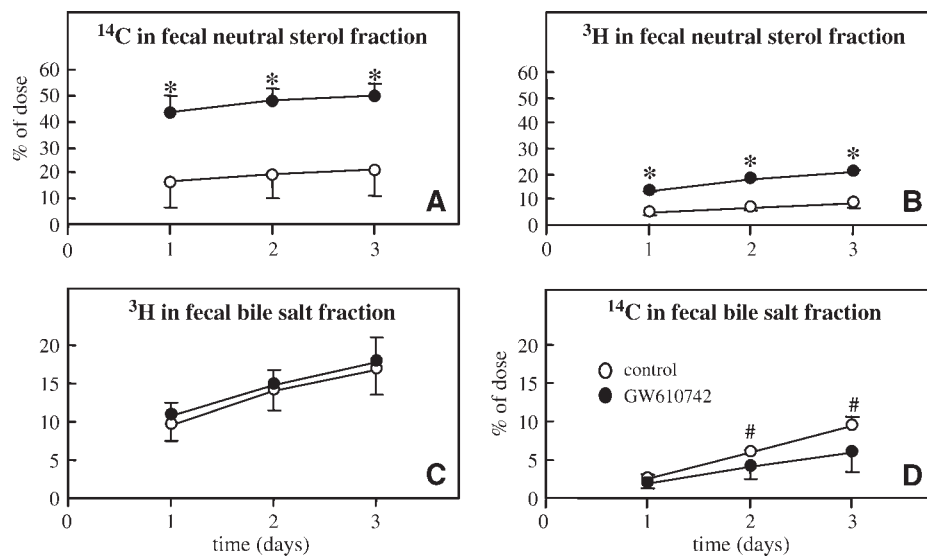 ¹⁴C in fecal neutral sterol fraction
60
50
40
30
20
10
0
% of dose
* * *
A
0 1 2 3
³H in fecal neutral sterol fraction
60
50
40
30
20
10
0
* * *
B
0 1 2 3
³H in fecal bile salt fraction
20
15
10
5
0
C
0 1 2 3
time (days)
¹⁴C in fecal bile salt fraction
20
15
10
5
0
% of dose
control
GW610742
# #
D
0 1 2 3
time (days)